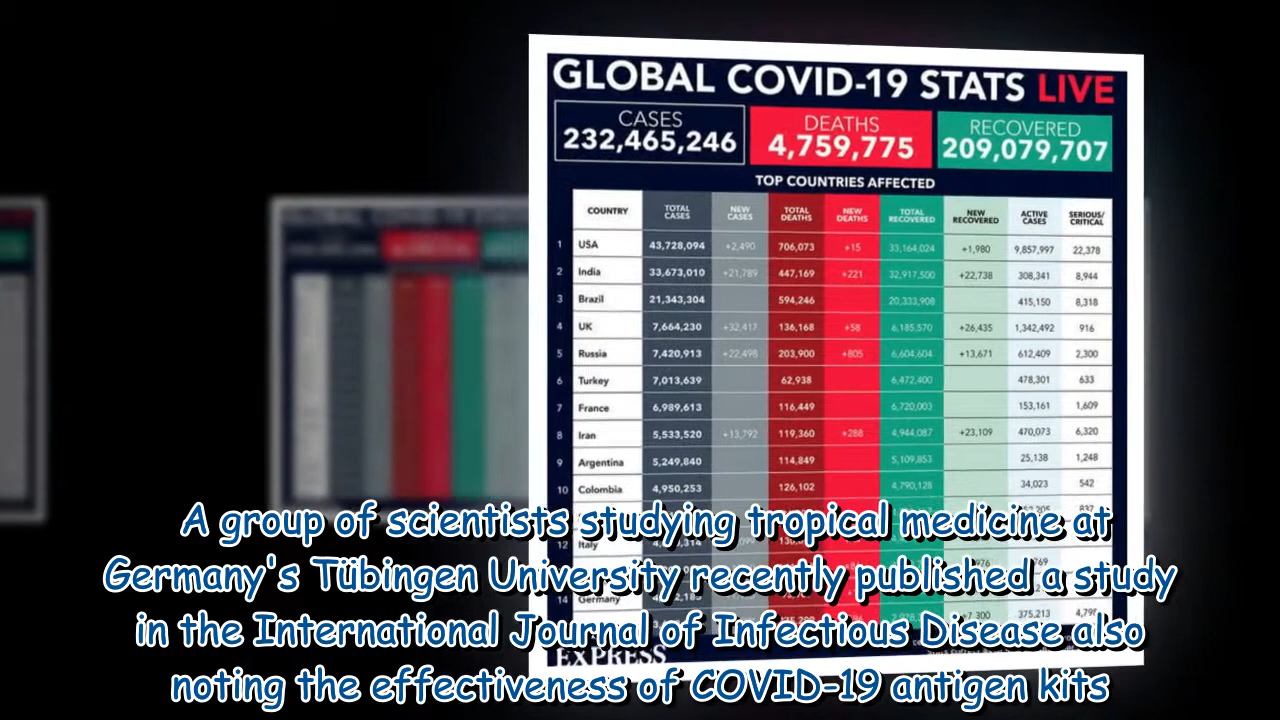 GLOBAL COVID-19 STATS LIVE
CASES DEATHS RECOVERED
232,465,246 4,759,775 209,079,707
TOP COUNTRIES AFFECTED
COUNTRY TOTAL CASES NEW CASES TOTAL DEATHS NEW DEATHS TOTAL RECOVERED NEW RECOVERED ACTIVE CASES SERIOUS/CRITICAL
1 USA 43,728,094 +2,490 706,073 +15 33,164,024 +1,980 9,857,997 22,378
2 India 33,673,010 +21,789 447,169 +221 32,917,500 +22,738 308,341 8,944
3 Brazil 21,343,304 594,246 20,333,908 415,150 8,318
4 UK 7,664,230 +32,417 136,168 +58 6,185,570 +26,435 1,342,492 916
5 Russia 7,420,913 +22,498 203,900 +805 6,604,604 +13,671 612,409 2,300
6 Turkey 7,013,639 62,938 6,472,400 478,301 633
7 France 6,989,613 116,449 6,720,003 153,161 1,609
8 Iran 5,533,520 +13,792 119,360 +288 4,944,087 +23,109 470,073 6,320
9 Argentina 5,249,840 114,849 5,109,853 25,138 1,248
10 Colombia 4,950,253 126,102 4,790,128 34,023 542
A group of scientists studying tropical medicine at
12 Italy
Germany's Tübingen University recently published a study
14 Germany 375,213
in the International Journal of Infectious Disease also
EXPRESS
noting the effectiveness of COVID-19 antigen kits